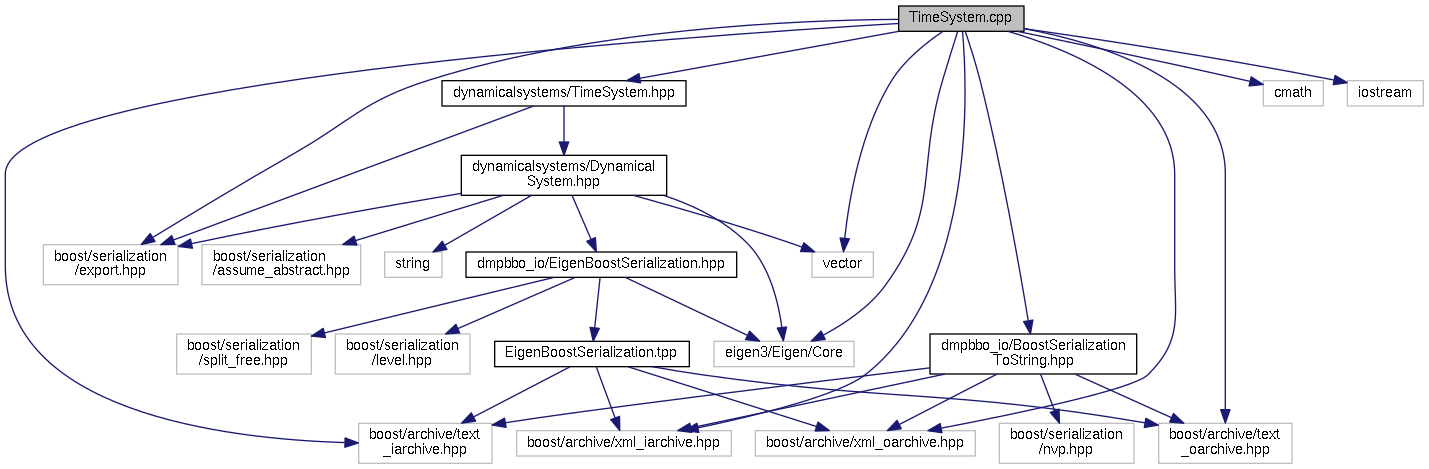 TimeSystem.cpp
dynamicalsystems/TimeSystem.hpp
cmath
iostream
dynamicalsystems/Dynamical
System.hpp
boost/serialization
/export.hpp
boost/serialization
/assume_abstract.hpp
string
dmpbbo_io/EigenBoostSerialization.hpp
vector
boost/serialization
/split_free.hpp
boost/serialization
/level.hpp
EigenBoostSerialization.tpp
eigen3/Eigen/Core
dmpbbo_io/BoostSerialization
ToString.hpp
boost/archive/text
_iarchive.hpp
boost/archive/xml_iarchive.hpp
boost/archive/xml_oarchive.hpp
boost/serialization
/nvp.hpp
boost/archive/text
_oarchive.hpp